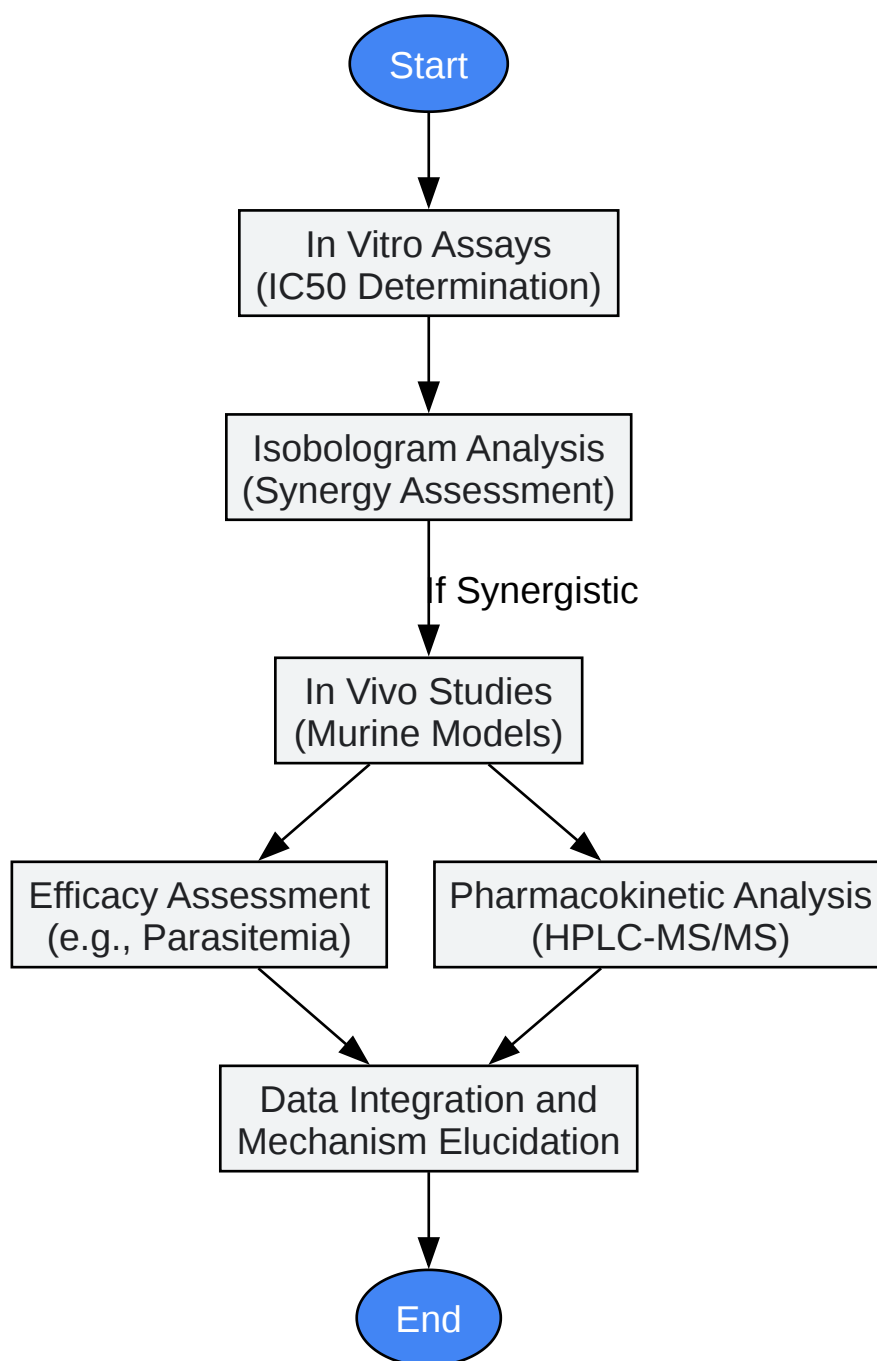 Start
In Vitro Assays
(IC50 Determination)
Isobologram Analysis
(Synergy Assessment)
If Synergistic
In Vivo Studies
(Murine Models)
Efficacy Assessment
(e.g., Parasitemia)
Pharmacokinetic Analysis
(HPLC-MS/MS)
Data Integration and
Mechanism Elucidation
End